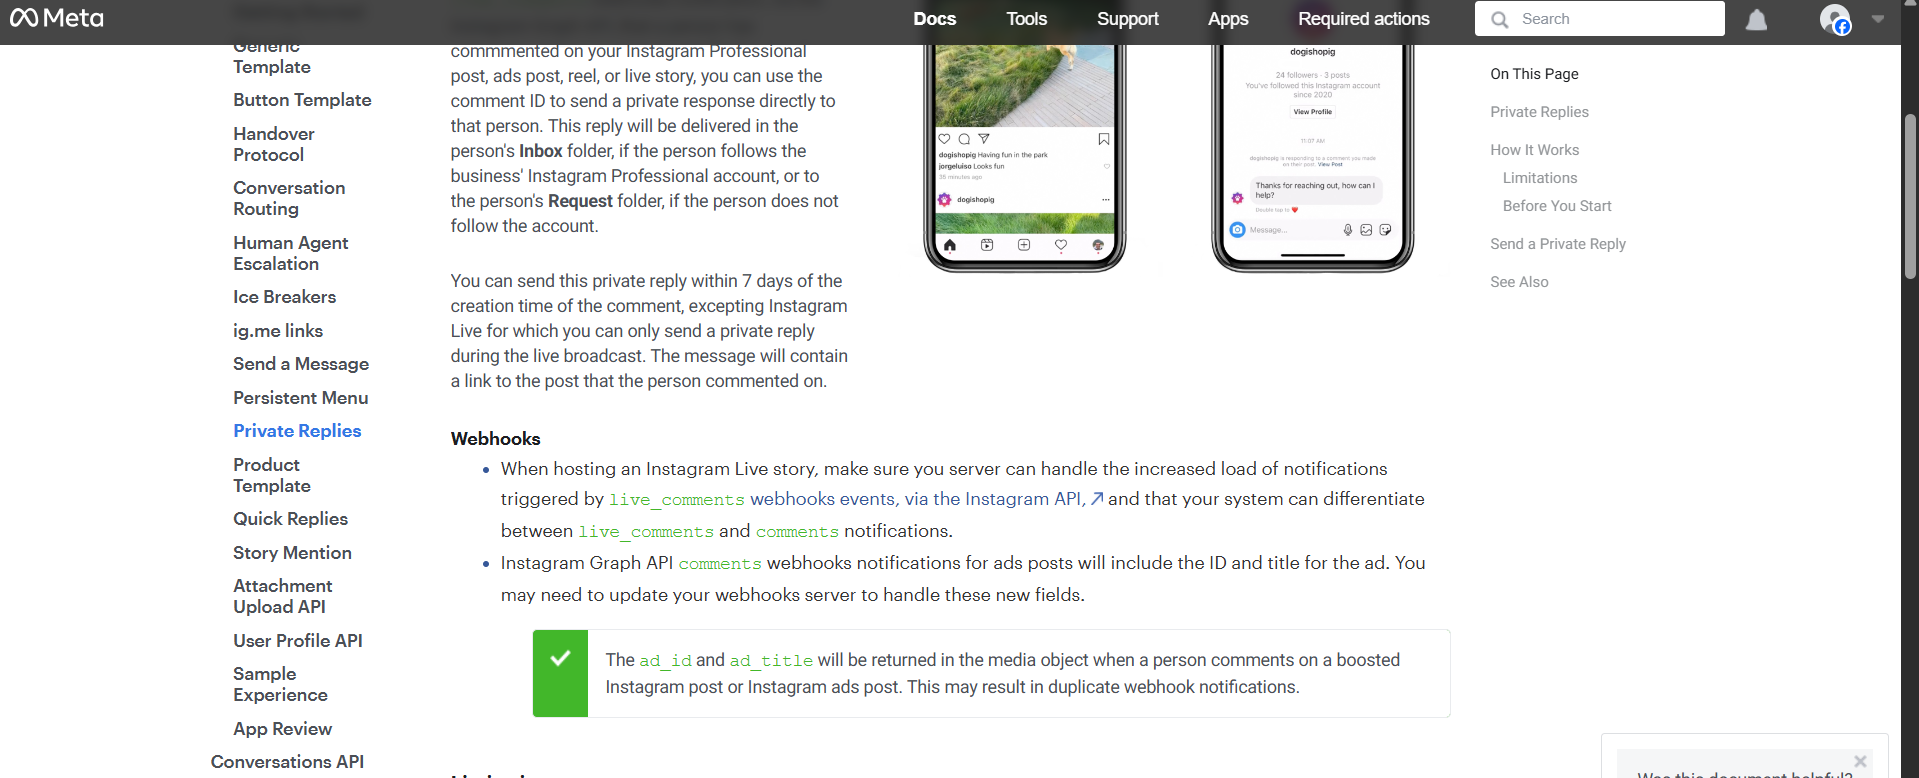 Meta
Docs
Tools
Support
Apps
Required actions
Search
Generic
Template
Button Template
Handover
Protocol
Conversation
Routing
Human Agent
Escalation
Ice Breakers
ig.me links
Send a Message
Persistent Menu
Private Replies
Product
Template
Quick Replies
Story Mention
Attachment
Upload API
User Profile API
Sample
Experience
App Review
Conversations API
commmented on your Instagram Professional
post, ads post, reel, or live story, you can use the
comment ID to send a private response directly to
that person. This reply will be delivered in the
person's Inbox folder, if the person follows the
business' Instagram Professional account, or to
the person's Request folder, if the person does not
follow the account.
You can send this private reply within 7 days of the
creation time of the comment, excepting Instagram
Live for which you can only send a private reply
during the live broadcast. The message will contain
a link to the post that the person commented on.
dogishopig Having fun in the park
jorgeluiso Looks fun
36 minutes ago
dogishopig
dogishopig
24 followers · 3 posts
You've followed this Instagram account
since 2020
View Profile
11:07 AM
dogishopig is responding to a comment you made
on their post. View Post
Thanks for reaching out, how can I
help?
Double tap to ❤️
Message...
Webhooks
• When hosting an Instagram Live story, make sure you server can handle the increased load of notifications
triggered by live_comments webhooks events, via the Instagram API, and that your system can differentiate
between live_comments and comments notifications.
• Instagram Graph API comments webhooks notifications for ads posts will include the ID and title for the ad. You
may need to update your webhooks server to handle these new fields.
The ad_id and ad_title will be returned in the media object when a person comments on a boosted
Instagram post or Instagram ads post. This may result in duplicate webhook notifications.
On This Page
Private Replies
How It Works
Limitations
Before You Start
Send a Private Reply
See Also
Was this document helpful?